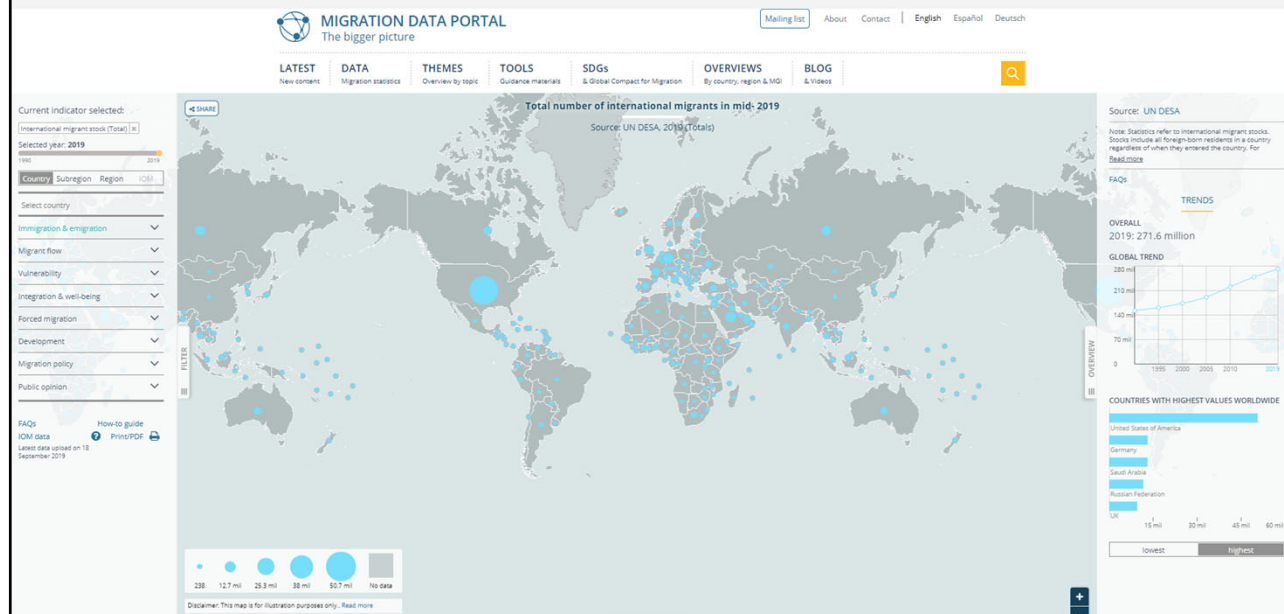 MIGRATION DATA PORTAL
The bigger picture
Mailing list
About
Contact
English
Español
Deutsch
LATEST
New content
DATA
Migration statistics
THEMES
Overview by topic
TOOLS
Guidance materials
SDGs
& Global Compact for Migration
OVERVIEWS
By country, region & MGI
BLOG
& Videos
Current indicator selected:
International migrant stock (Total) x
Selected year: 2019
1990 2019
Country Subregion Region IOM
Select country
Immigration & emigration
Migrant flow
Vulnerability
Integration & well-being
Forced migration
Development
Migration policy
Public opinion
FAQs How-to guide
IOM data ? Print/PDF
Latest data upload on 18
September 2019
SHARE
Total number of international migrants in mid- 2019
Source: UN DESA, 2019 (Totals)
FILTER
OVERVIEW
238 12.7 mil 25.3 mil 38 mil 50.7 mil No data
Disclaimer: This map is for illustration purposes only.. Read more
+
Source: UN DESA
Note: Statistics refer to international migrant stocks.
Stocks include all foreign-born residents in a country
regardless of when they entered the country. For
Read more
FAQs
TRENDS
OVERALL
2019: 271.6 million
GLOBAL TREND
280 mil
210 mil
140 mil
70 mil
0
1995 2000 2005 2010 2019
COUNTRIES WITH HIGHEST VALUES WORLDWIDE
United States of America
Germany
Saudi Arabia
Russian Federation
UK
15 mil 30 mil 45 mil 60 mil
lowest highest